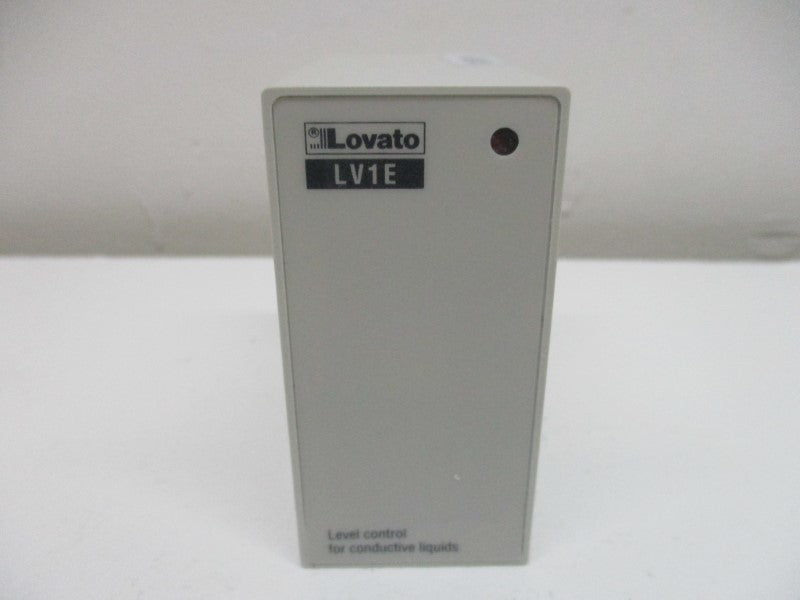 ®Lovato
LV1E
Level control
for conductive liquids